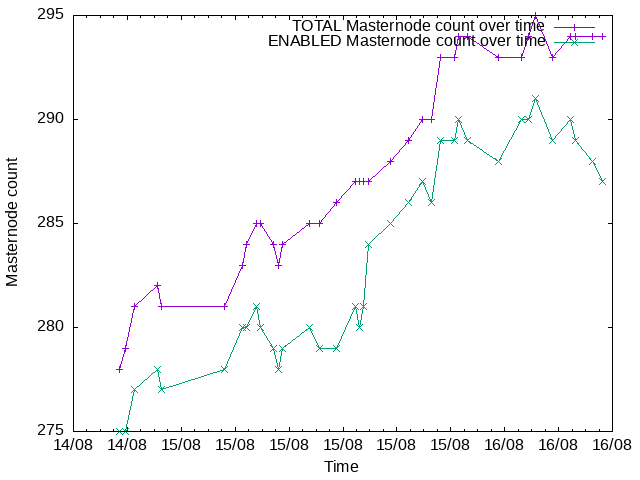 295
290
285
280
275
Masternode count
TOTAL Masternode count over time
ENABLED Masternode count over time
14/08 14/08 15/08 15/08 15/08 15/08 15/08 15/08 16/08 16/08 16/08
Time